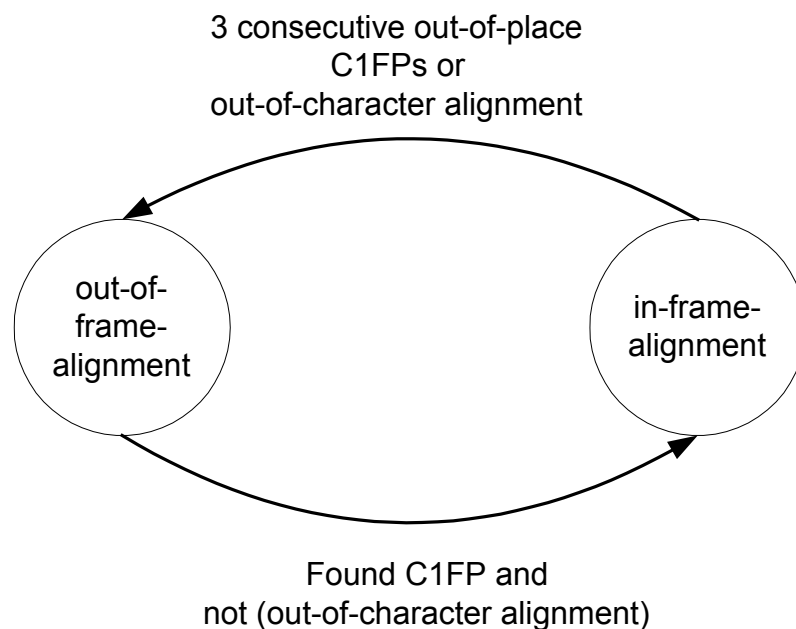 3 consecutive out-of-place
C1FPs or
out-of-character alignment
out-of-
frame-
alignment
in-frame-
alignment
Found C1FP and
not (out-of-character alignment)